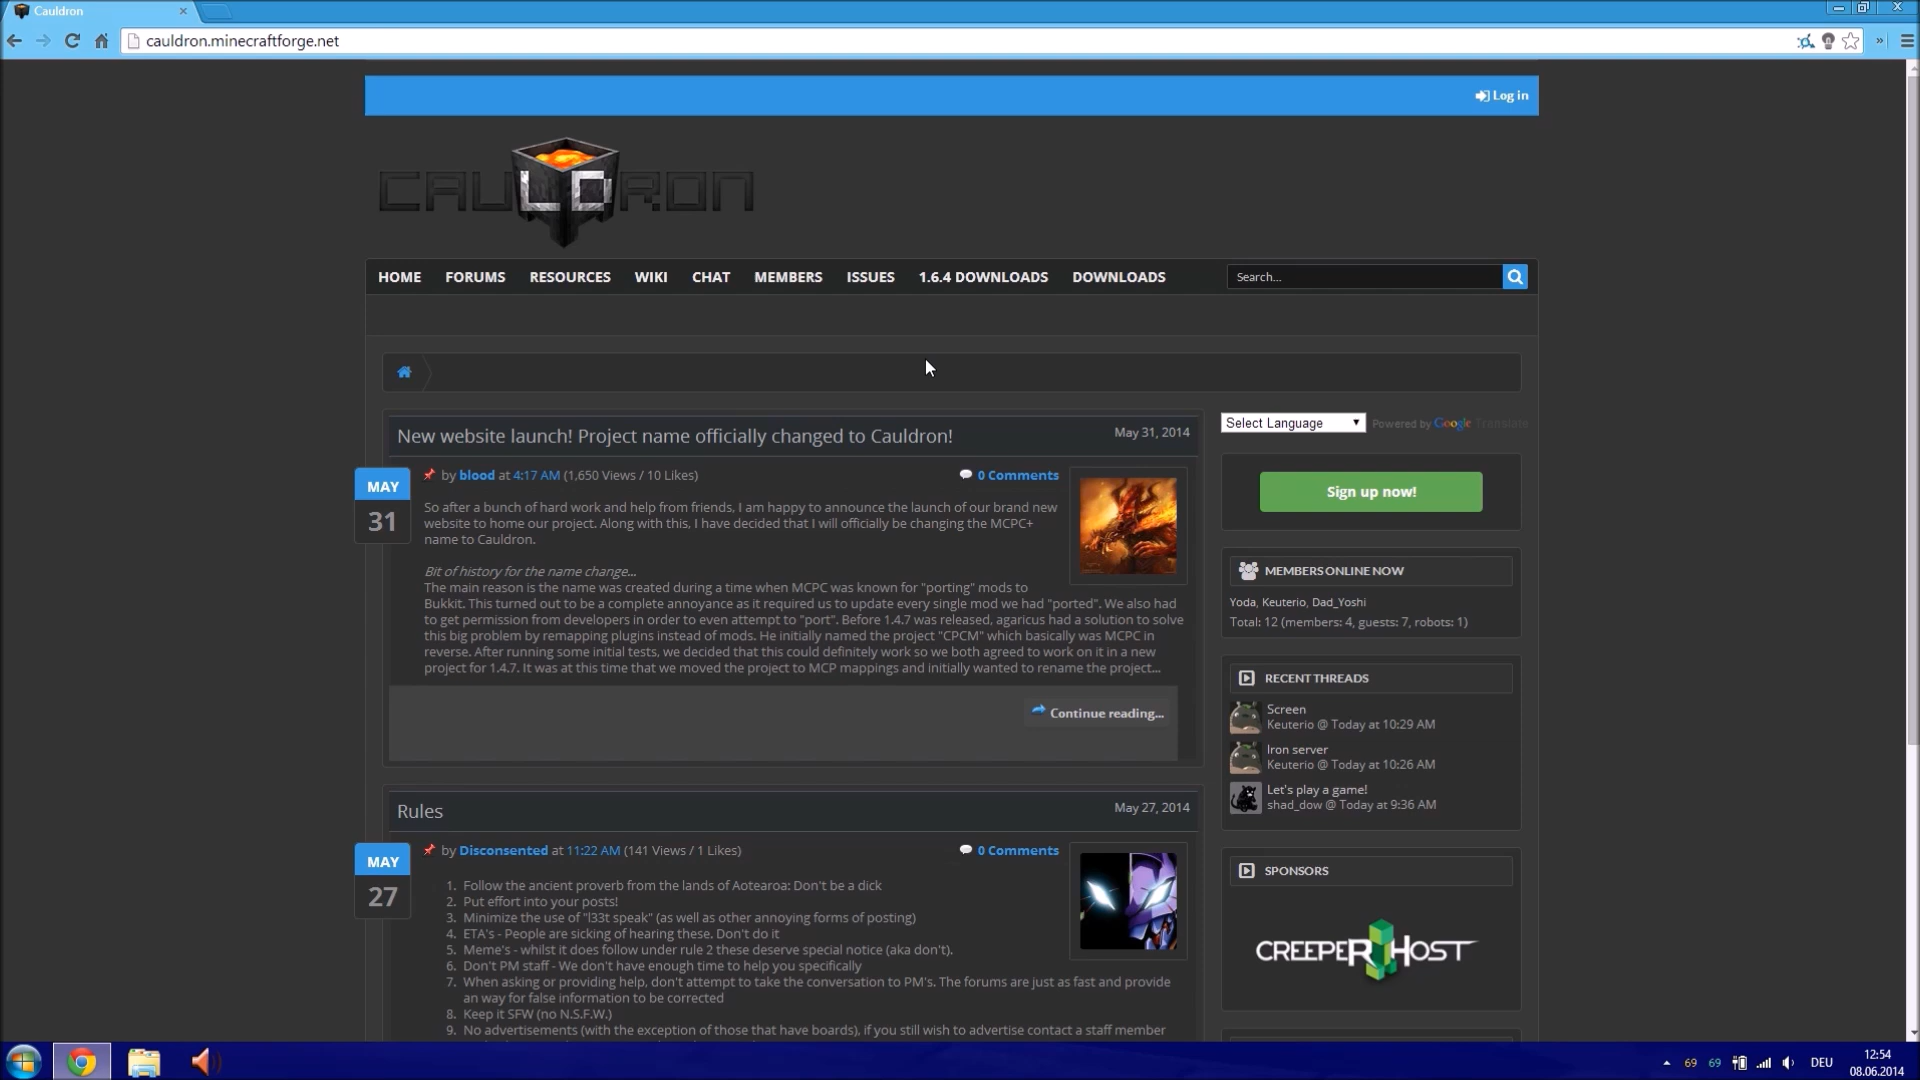 Cauldron
cauldron.minecraftforge.net
Log in
CAULDRON
HOME FORUMS RESOURCES WIKI CHAT MEMBERS ISSUES 1.6.4 DOWNLOADS DOWNLOADS Search...
New website launch! Project name officially changed to Cauldron! May 31, 2014
MAY
31
by blood at 4:17 AM (1,650 Views / 10 Likes) 0 Comments
So after a bunch of hard work and help from friends, I am happy to announce the launch of our brand new
website to home our project. Along with this, I have decided that I will officially be changing the MCPC+
name to Cauldron.
Bit of history for the name change...
The main reason is the name was created during a time when MCPC was known for "porting" mods to
Bukkit. This turned out to be a complete annoyance as it required us to update every single mod we had "ported". We also had
to get permission from developers in order to even attempt to "port". Before 1.4.7 was released, agaricus had a solution to solve
this big problem by remapping plugins instead of mods. He initially named the project "CPCM" which basically was MCPC in
reverse. After running some initial tests, we decided that this could definitely work so we both agreed to work on it in a new
project for 1.4.7. It was at this time that we moved the project to MCP mappings and initially wanted to rename the project...
Continue reading...
Rules May 27, 2014
MAY
27
by Disconsented at 11:22 AM (141 Views / 1 Likes) 0 Comments
1. Follow the ancient proverb from the lands of Aotearoa: Don't be a dick
2. Put effort into your posts!
3. Minimize the use of "l33t speak" (as well as other annoying forms of posting)
4. ETA's - People are sicking of hearing these. Don't do it
5. Meme's - whilst it does follow under rule 2 these deserve special notice (aka don't).
6. Don't PM staff - We don't have enough time to help you specifically
7. When asking or providing help, don't attempt to take the conversation to PM's. The forums are just as fast and provide
an way for false information to be corrected
8. Keep it SFW (no N.S.F.W.)
9. No advertisements (with the exception of those that have boards), if you still wish to advertise contact a staff member
Select Language Powered by Google Translate
Sign up now!
MEMBERS ONLINE NOW
Yoda, Keuterio, Dad_Yoshi
Total: 12 (members: 4, guests: 7, robots: 1)
RECENT THREADS
Screen
Keuterio @ Today at 10:29 AM
Iron server
Keuterio @ Today at 10:26 AM
Let's play a game!
shad_dow @ Today at 9:36 AM
SPONSORS
CREEPERHOST
69 69 DEU 12:54
08.06.2014